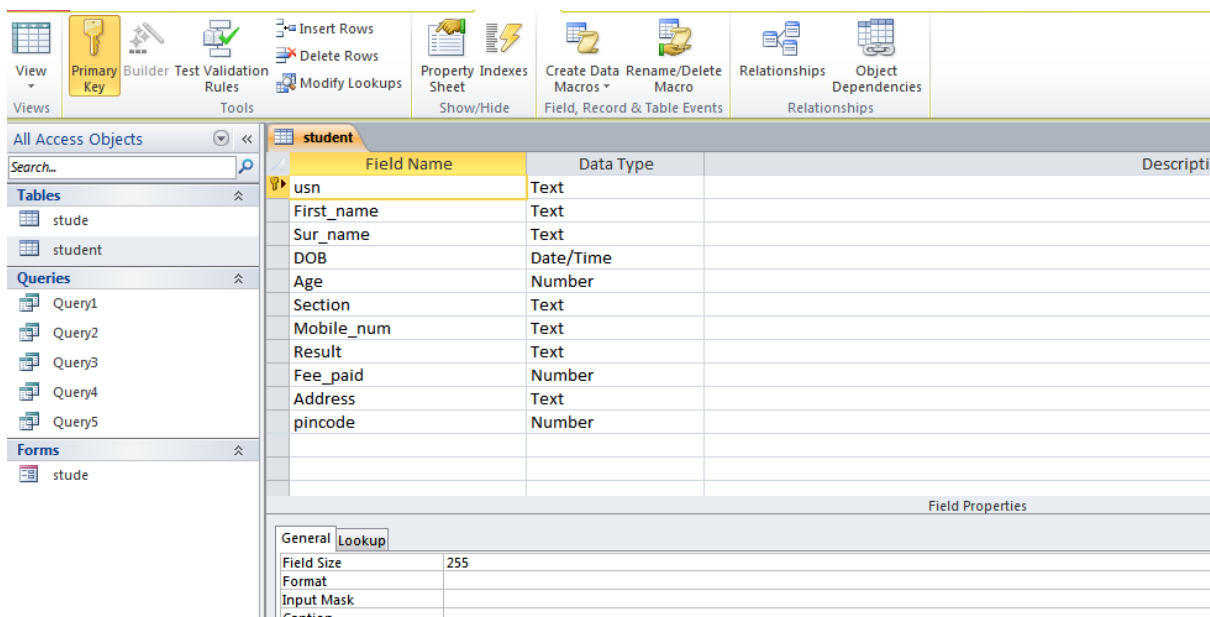 Insert Rows
Delete Rows
Modify Lookups
View
Primary Key
Builder
Test Validation Rules
Property Sheet
Indexes
Create Data Macros
Rename/Delete Macro
Relationships
Object Dependencies
Views
Tools
Show/Hide
Field, Record & Table Events
Relationships
All Access Objects
Search...
Tables
stude
student
Queries
Query1
Query2
Query3
Query4
Query5
Forms
stude
student
Field Name Data Type Descripti
usn Text
First_name Text
Sur_name Text
DOB Date/Time
Age Number
Section Text
Mobile_num Text
Result Text
Fee_paid Number
Address Text
pincode Number
Field Properties
General Lookup
Field Size 255
Format
Input Mask
Caption